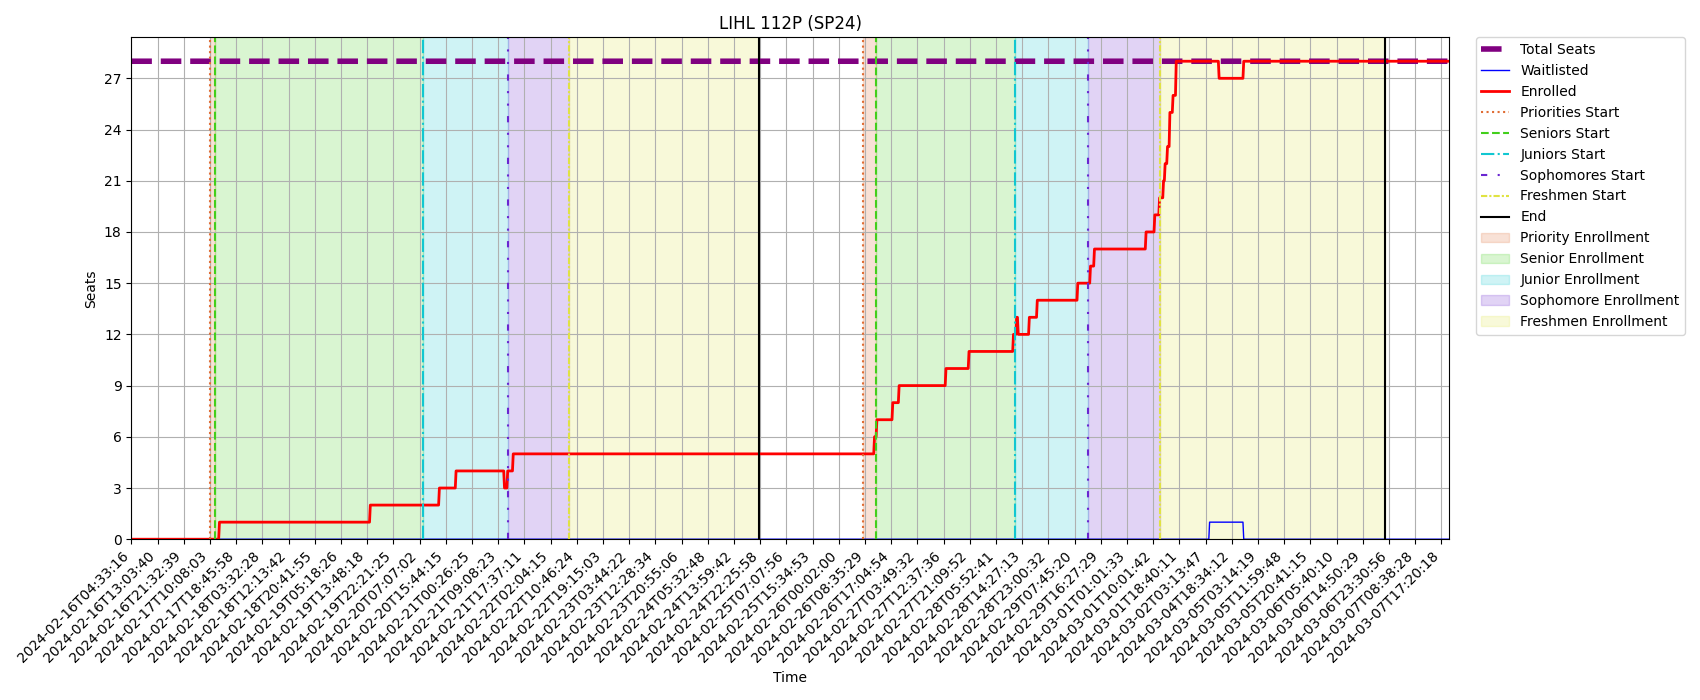 LIHL 112P (SP24)
Seats
27
24
21
18
15
12
9
6
3
0
2024-02-16T04:33:16
2024-02-16T13:03:40
2024-02-16T21:32:39
2024-02-17T10:08:03
2024-02-17T18:45:58
2024-02-18T03:32:28
2024-02-18T12:13:42
2024-02-18T20:41:55
2024-02-19T05:18:26
2024-02-19T13:48:18
2024-02-19T22:21:25
2024-02-20T07:07:02
2024-02-20T15:44:15
2024-02-21T00:26:25
2024-02-21T09:08:23
2024-02-21T17:37:11
2024-02-22T02:04:15
2024-02-22T10:46:24
2024-02-22T19:15:03
2024-02-23T03:44:22
2024-02-23T12:28:34
2024-02-23T20:55:06
2024-02-24T05:32:48
2024-02-24T13:59:42
2024-02-24T22:25:58
2024-02-25T07:07:56
2024-02-25T15:34:53
2024-02-26T00:02:00
2024-02-26T08:35:29
2024-02-26T17:04:54
2024-02-27T03:49:32
2024-02-27T12:37:36
2024-02-27T21:09:52
2024-02-28T05:52:41
2024-02-28T14:27:13
2024-02-28T23:00:32
2024-02-29T07:45:20
2024-02-29T16:27:29
2024-03-01T01:01:33
2024-03-01T10:01:42
2024-03-01T18:40:11
2024-03-02T03:13:47
2024-03-04T18:34:12
2024-03-05T03:14:19
2024-03-05T11:59:48
2024-03-05T20:41:15
2024-03-06T05:40:10
2024-03-06T14:50:29
2024-03-06T23:30:56
2024-03-07T08:38:28
2024-03-07T17:20:18
Time
Total Seats
Waitlisted
Enrolled
Priorities Start
Seniors Start
Juniors Start
Sophomores Start
Freshmen Start
End
Priority Enrollment
Senior Enrollment
Junior Enrollment
Sophomore Enrollment
Freshmen Enrollment